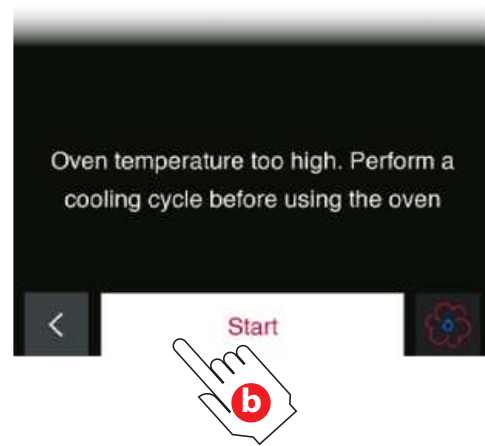 Oven temperature too high. Perform a
cooling cycle before using the oven
<
Start
b